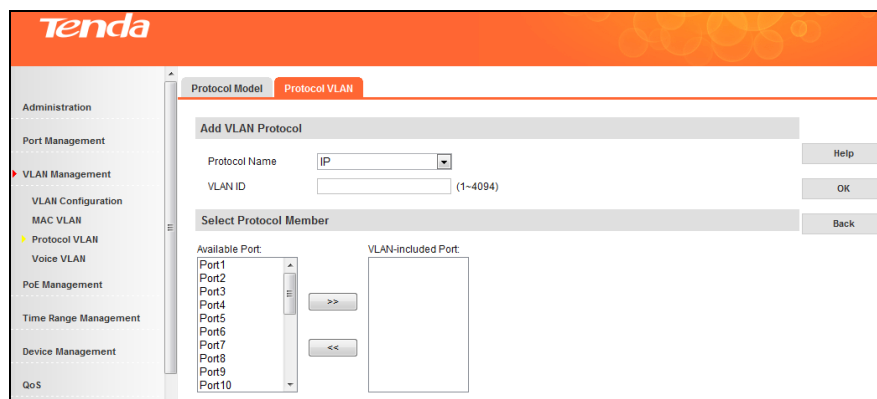 Tenda
Protocol Model
Protocol VLAN
Administration
Port Management
VLAN Management
VLAN Configuration
MAC VLAN
Protocol VLAN
Voice VLAN
PoE Management
Time Range Management
Device Management
QoS
Add VLAN Protocol
Protocol Name
IP
VLAN ID
(1~4094)
Select Protocol Member
Available Port:
VLAN-included Port:
Port1
Port2
Port3
Port4
Port5
Port6
Port7
Port8
Port9
Port10
>>
<<
Help
OK
Back